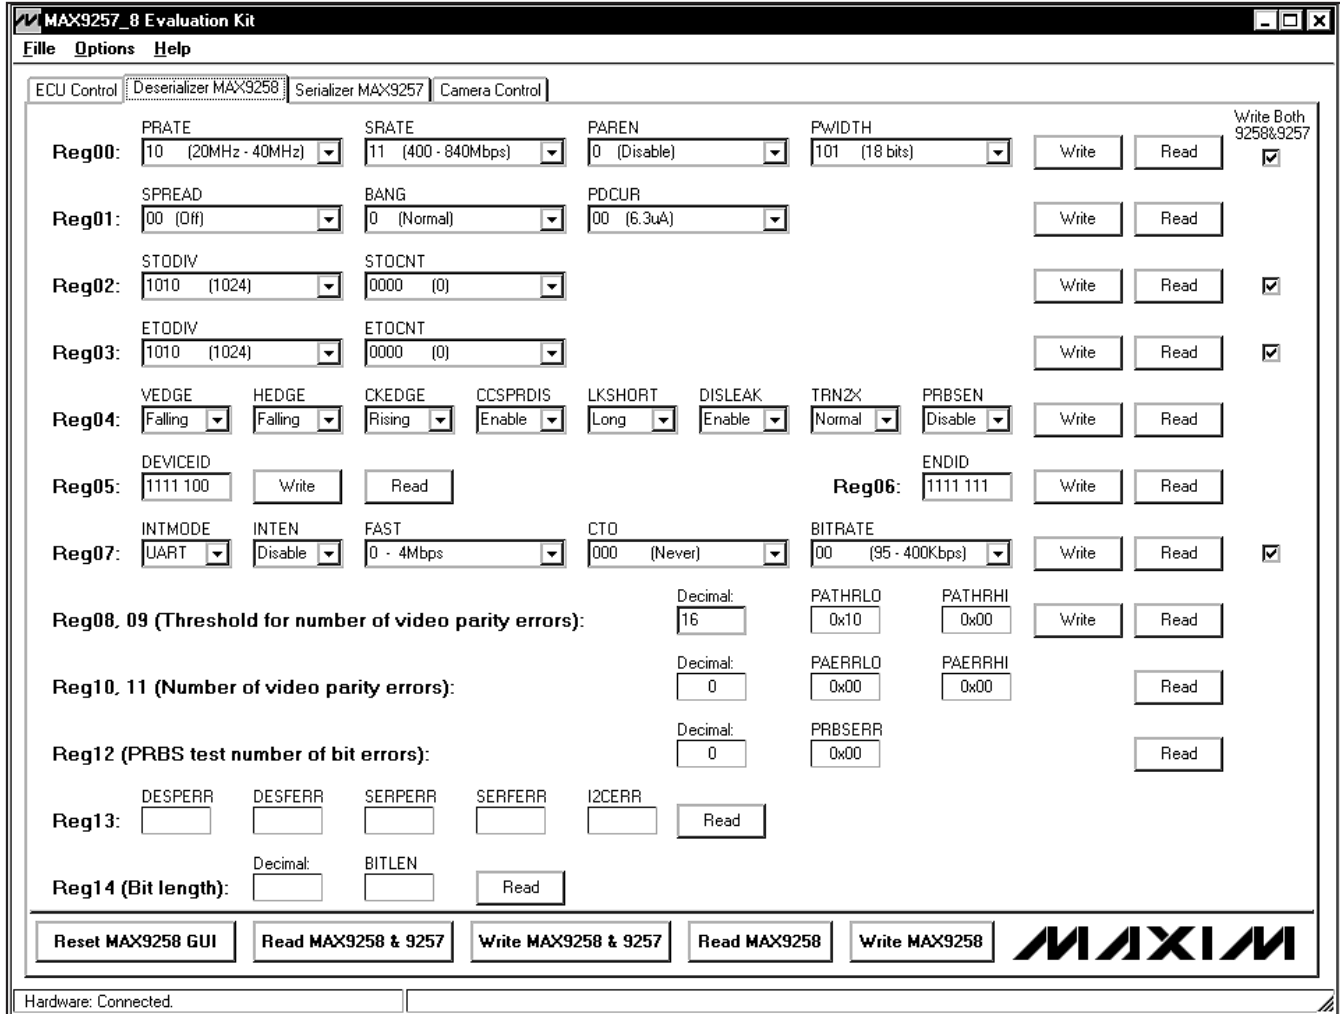 MAX9257_8 Evaluation Kit
Fille Options Help
ECU Control Deserializer MAX9258 Serializer MAX9257 Camera Control
Write Both
9258&9257
PRATE SRATE PAREN PWIDTH
Reg00: 10 (20MHz - 40MHz) 11 (400 - 840Mbps) 0 (Disable) 101 (18 bits) Write Read
SPREAD BANG PDCUR
Reg01: 00 (Off) 0 (Normal) 00 (6.3uA) Write Read
STODIV STOCNT
Reg02: 1010 (1024) 0000 (0) Write Read
ETODIV ETOCNT
Reg03: 1010 (1024) 0000 (0) Write Read
VEDGE HEDGE CKEDGE CCSPRDIS LKSHORT DISLEAK TRN2X PRBSEN
Reg04: Falling Falling Rising Enable Long Enable Normal Disable Write Read
DEVICEID ENDID
Reg05: 1111 100 Write Read Reg06: 1111 111 Write Read
INTMODE INTEN FAST CTO BITRATE
Reg07: UART Disable 0 - 4Mbps 000 (Never) 00 (95 - 400Kbps) Write Read
Decimal: PATHRLO PATHRHI
Reg08, 09 (Threshold for number of video parity errors): 16 0x10 0x00 Write Read
Decimal: PAERRLO PAERRHI
Reg10, 11 (Number of video parity errors): 0 0x00 0x00 Read
Decimal: PRBSERR
Reg12 (PRBS test number of bit errors): 0 0x00 Read
DESPERR DESFERR SERPERR SERFERR I2CERR
Reg13: Read
Decimal: BITLEN
Reg14 (Bit length): Read
Reset MAX9258 GUI Read MAX9258 & 9257 Write MAX9258 & 9257 Read MAX9258 Write MAX9258 MAXIM
Hardware: Connected.